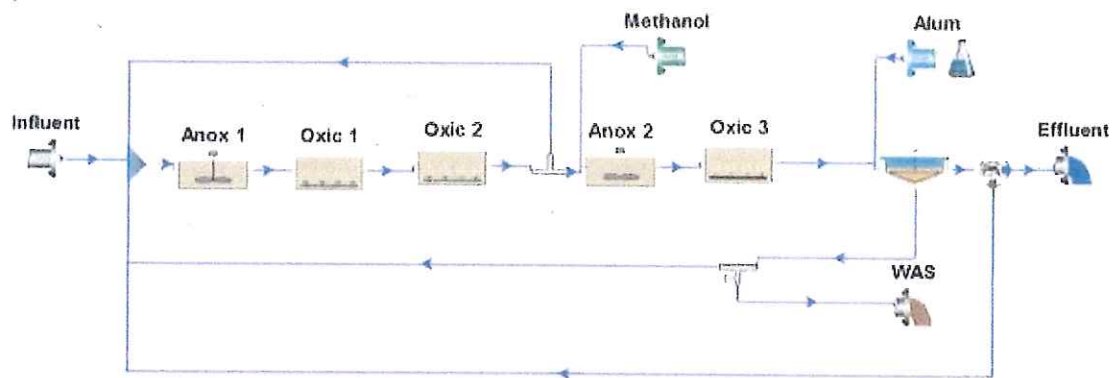 Methanol
Alum
Influent
Anox 1
Oxic 1
Oxic 2
Anox 2
Oxic 3
Effluent
WAS